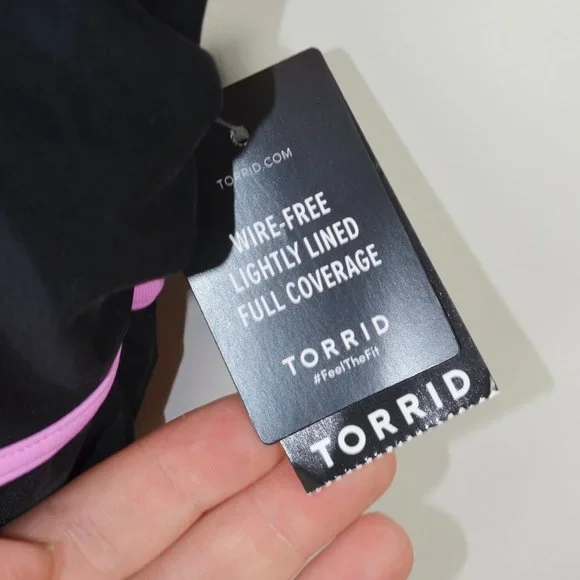 TORRID.COM
WIRE-FREE
LIGHTLY LINED
FULL COVERAGE
TORRID
#FeelTheFit
TORRID